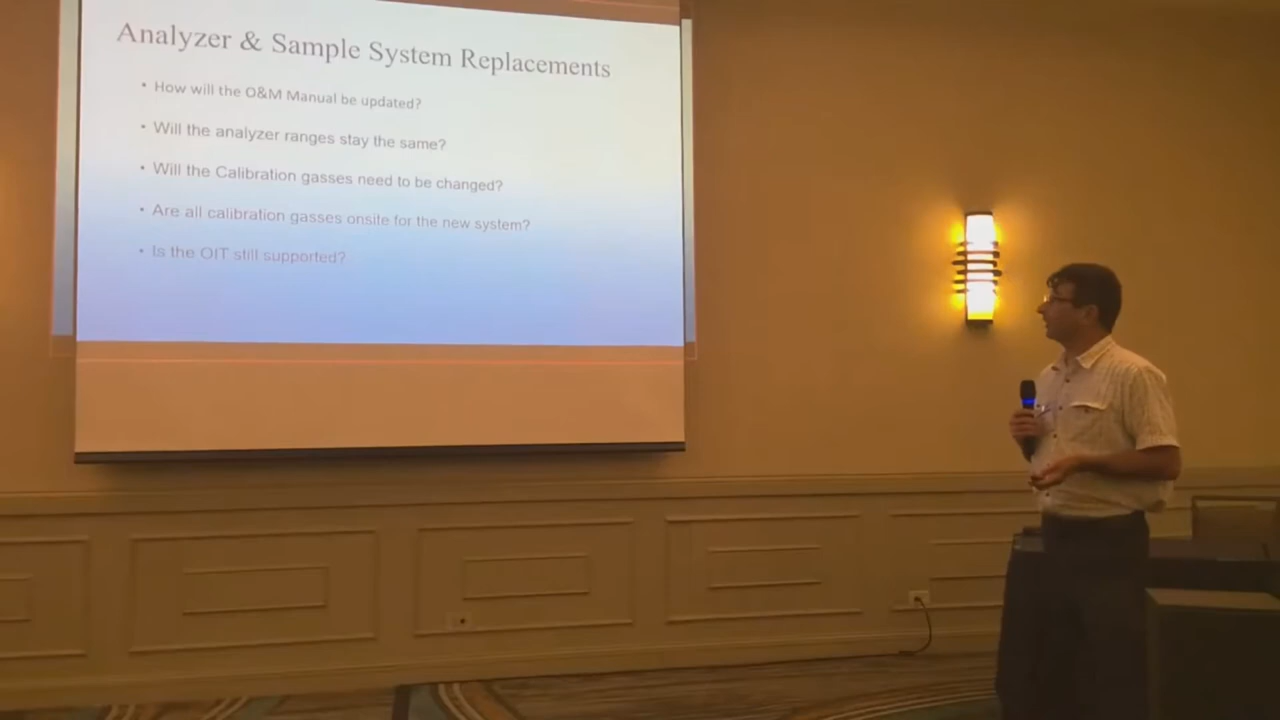 Analyzer & Sample System Replacements
• How will the O&M Manual be updated?
• Will the analyzer ranges stay the same?
• Will the Calibration gasses need to be changed?
• Are all calibration gasses onsite for the new system?
• Is the OIT still supported?